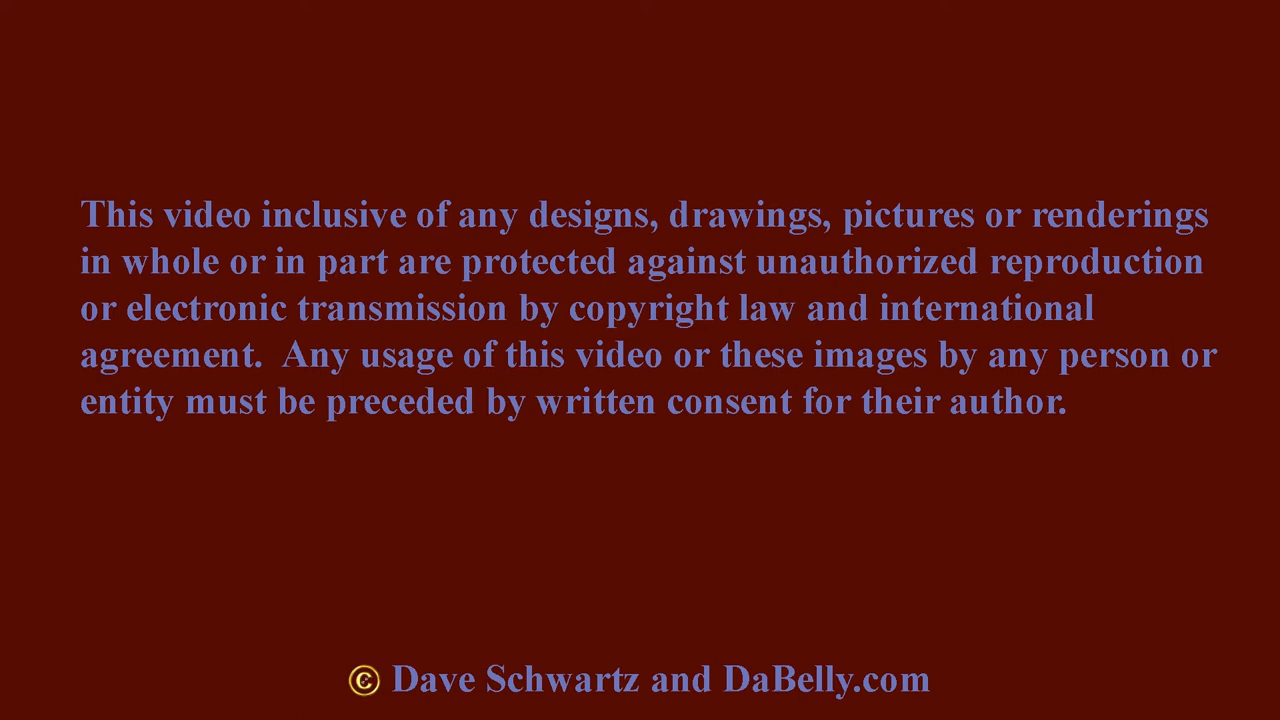 This video inclusive of any designs, drawings, pictures or renderings
in whole or in part are protected against unauthorized reproduction
or electronic transmission by copyright law and international
agreement.  Any usage of this video or these images by any person or
entity must be preceded by written consent for their author.
© Dave Schwartz and DaBelly.com